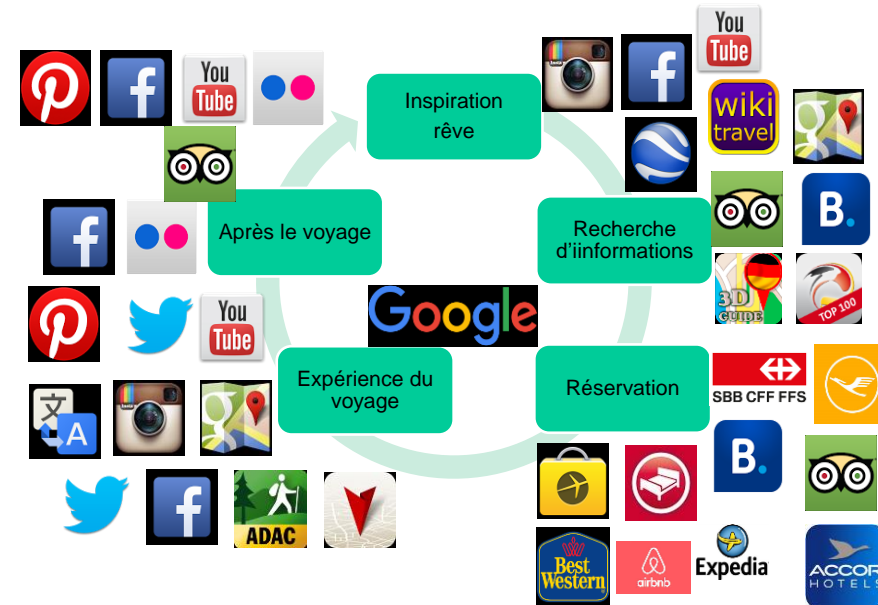 You
Tube
You
Tube
Inspiration
rêve
wiki
travel
Après le voyage
Recherche
d'iinformations
B.
3D
GUIDE
TOP 100
Google
You
Tube
Expérience du
voyage
Réservation
SBB CFF FFS
文
A
B.
ADAC
Best
Western
airbnb
Expedia
ACCOR
HOTELS